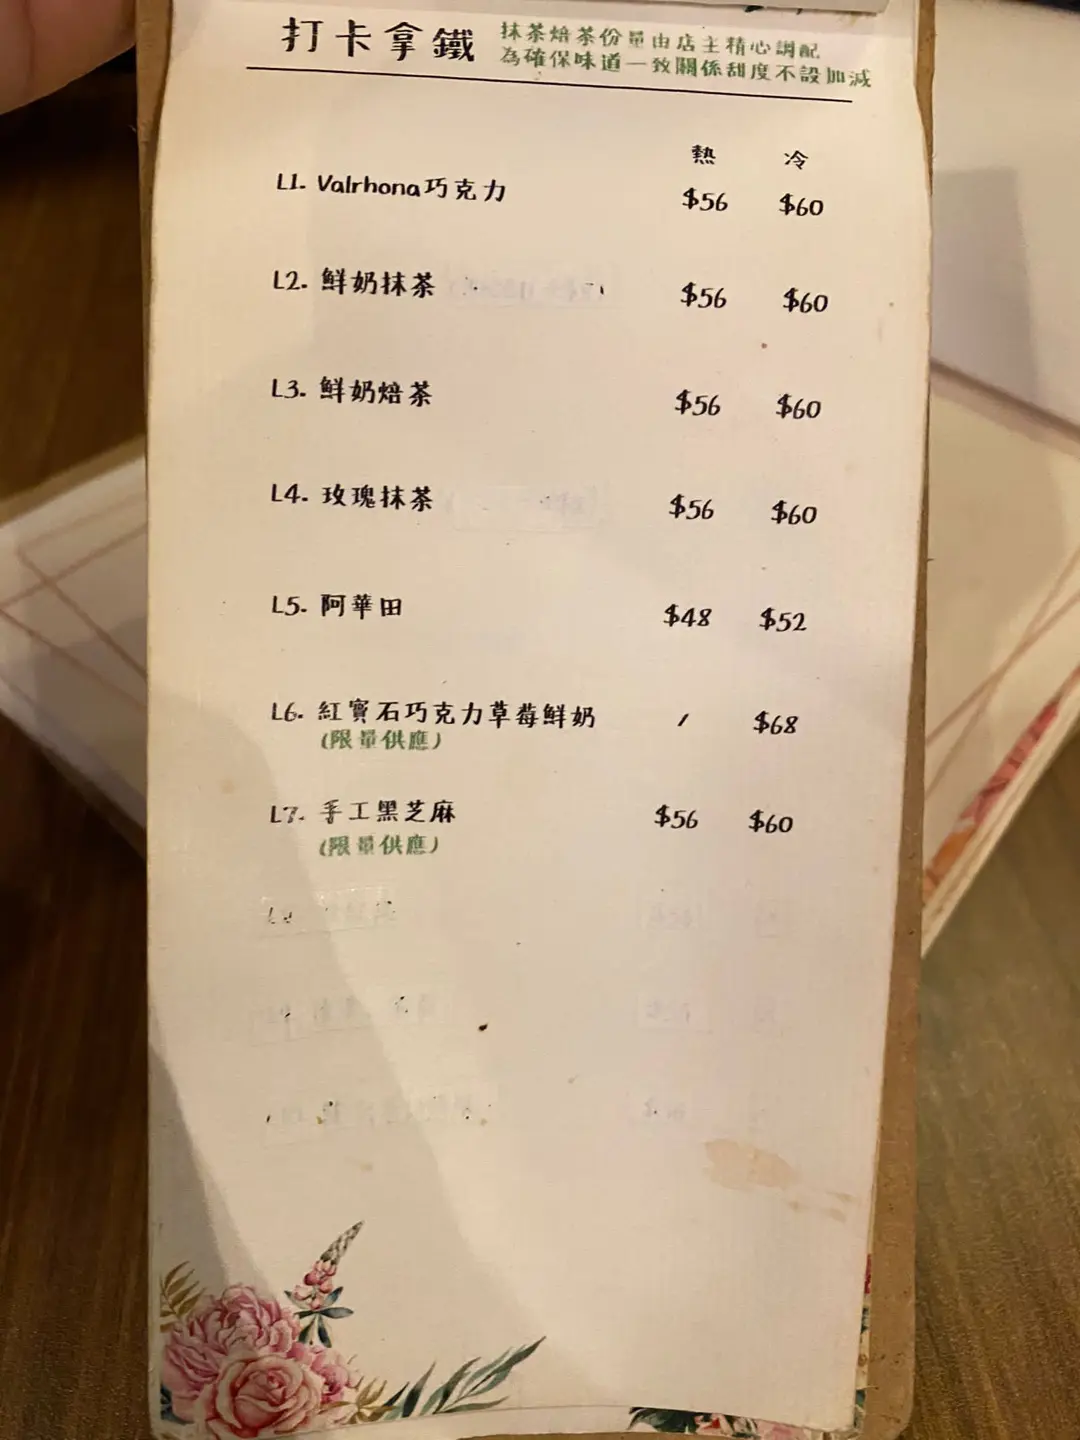 打卡拿鐵
抹茶焙茶份量由店主精心調配
為確保味道一致關係甜度不設加減
熱 冷
L1. Valrhona巧克力 $56 $60
L2. 鮮奶抹茶 $56 $60
L3. 鮮奶焙茶 $56 $60
L4. 玫瑰抹茶 $56 $60
L5. 阿華田 $48 $52
L6. 紅寶石巧克力草莓鮮奶 / $68
(限量供應)
L7. 手工黑芝麻 $56 $60
(限量供應)